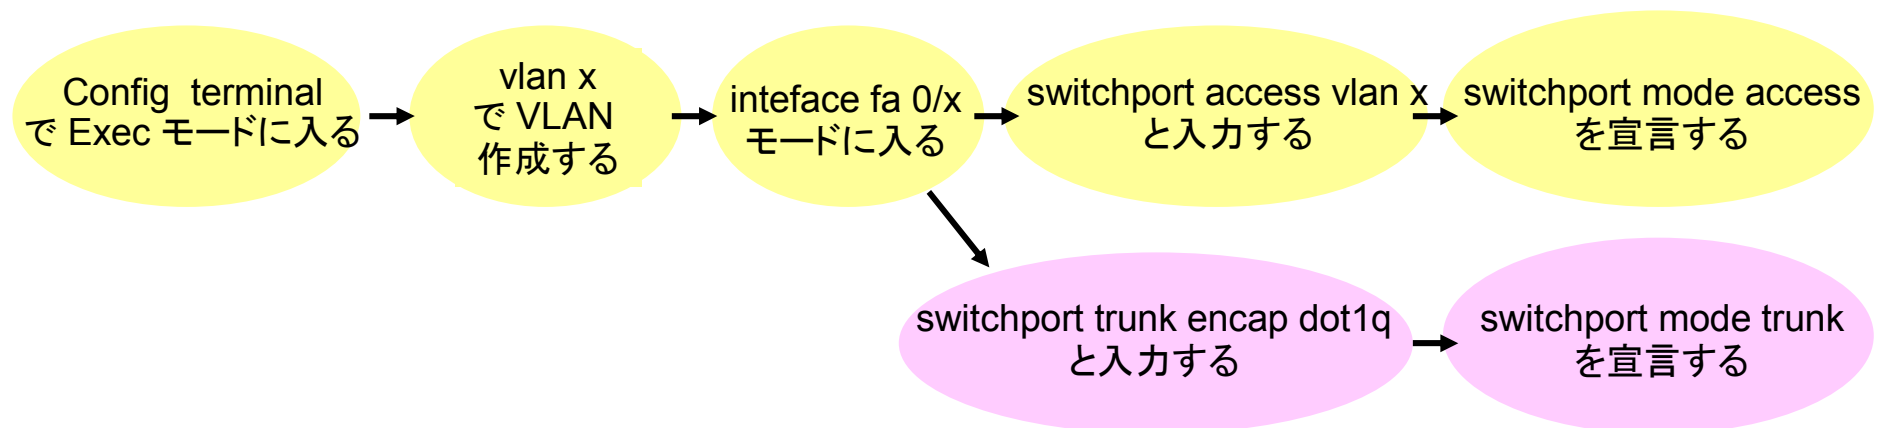 Config  terminal
で Exec モードに入る
vlan x
で VLAN
作成する
inteface fa 0/x
モードに入る
switchport access vlan x
と入力する
switchport mode access
を宣言する
switchport trunk encap dot1q
と入力する
switchport mode trunk
を宣言する